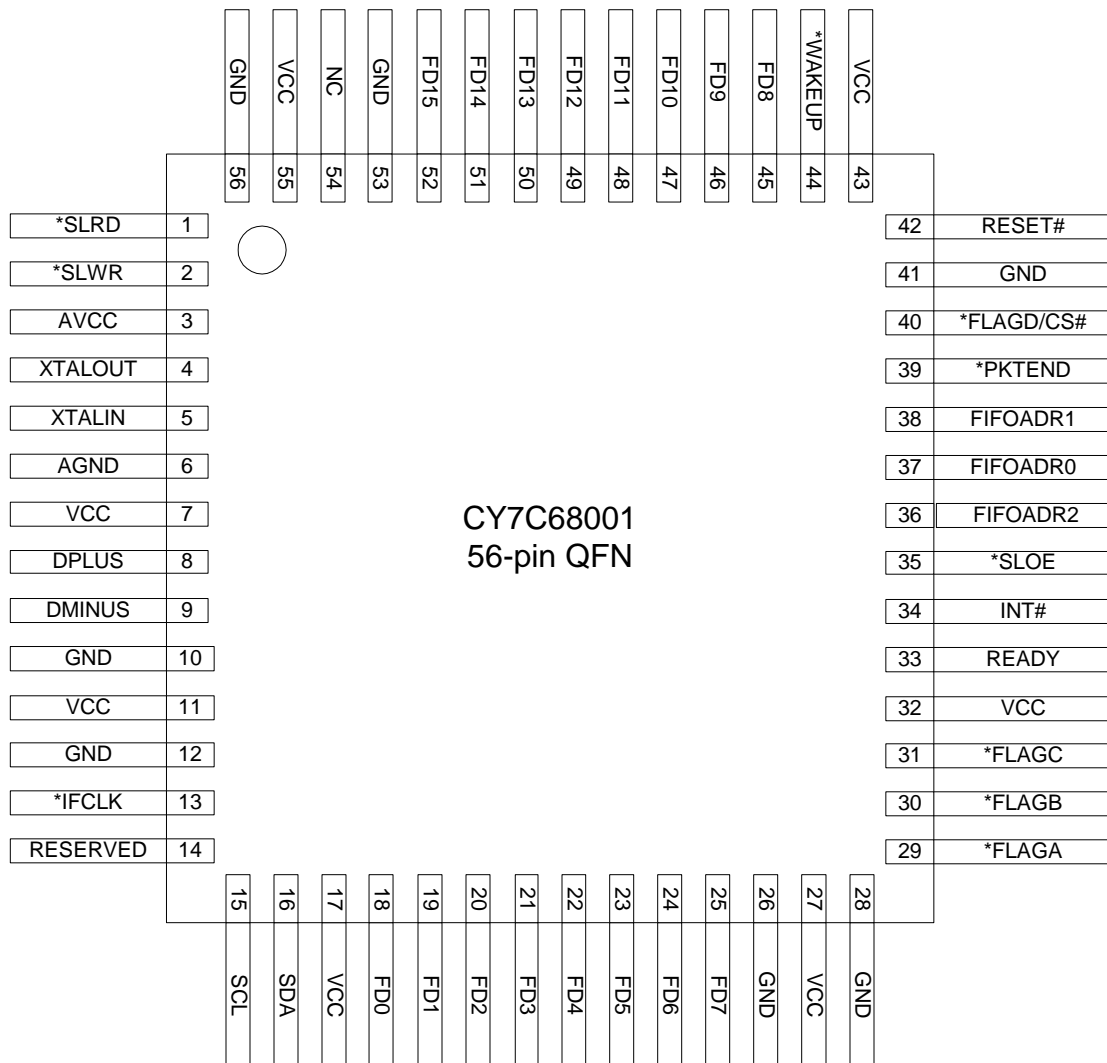 GND
VCC
NC
GND
FD15
FD14
FD13
FD12
FD11
FD10
FD9
FD8
*WAKEUP
VCC
56
55
54
53
52
51
50
49
48
47
46
45
44
43
*SLRD 1
*SLWR 2
AVCC 3
XTALOUT 4
XTALIN 5
AGND 6
VCC 7
DPLUS 8
DMINUS 9
GND 10
VCC 11
GND 12
*IFCLK 13
RESERVED 14
CY7C68001
56-pin QFN
42 RESET#
41 GND
40 *FLAGD/CS#
39 *PKTEND
38 FIFOADR1
37 FIFOADR0
36 FIFOADR2
35 *SLOE
34 INT#
33 READY
32 VCC
31 *FLAGC
30 *FLAGB
29 *FLAGA
15
16
17
18
19
20
21
22
23
24
25
26
27
28
SCL
SDA
VCC
FD0
FD1
FD2
FD3
FD4
FD5
FD6
FD7
GND
VCC
GND